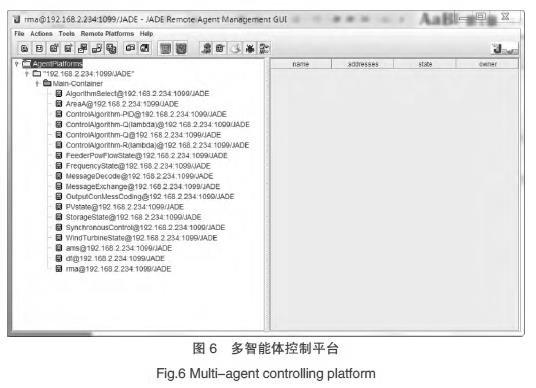 rma@192.168.2.234:1099/JADE - JADE Remote Agent Management GUI
File Actions Tools Remote Platforms Help
AgentPlatforms
"192.168.2.234:1099/JADE"
Main-Container
AlgorithmSelect@192.168.2.234:1099/JADE
AreaA@192.168.2.234:1099/JADE
ControlAlgorithm-PID@192.168.2.234:1099/JADE
ControlAlgorithm-Q(lambda)@192.168.2.234:1099/JADE
ControlAlgorithm-Q@192.168.2.234:1099/JADE
ControlAlgorithm-R(lambda)@192.168.2.234:1099/JADE
FeederPowFlowState@192.168.2.234:1099/JADE
FrequencyState@192.168.2.234:1099/JADE
MessageDecode@192.168.2.234:1099/JADE
MessageExchange@192.168.2.234:1099/JADE
OutputConMessCoding@192.168.2.234:1099/JADE
PVstate@192.168.2.234:1099/JADE
StorageState@192.168.2.234:1099/JADE
SynchronousControl@192.168.2.234:1099/JADE
WindTurbineState@192.168.2.234:1099/JADE
ams@192.168.2.234:1099/JADE
df@192.168.2.234:1099/JADE
rma@192.168.2.234:1099/JADE
name addresses state owner
图 6 多智能体控制平台
Fig.6 Multi-agent controlling platform